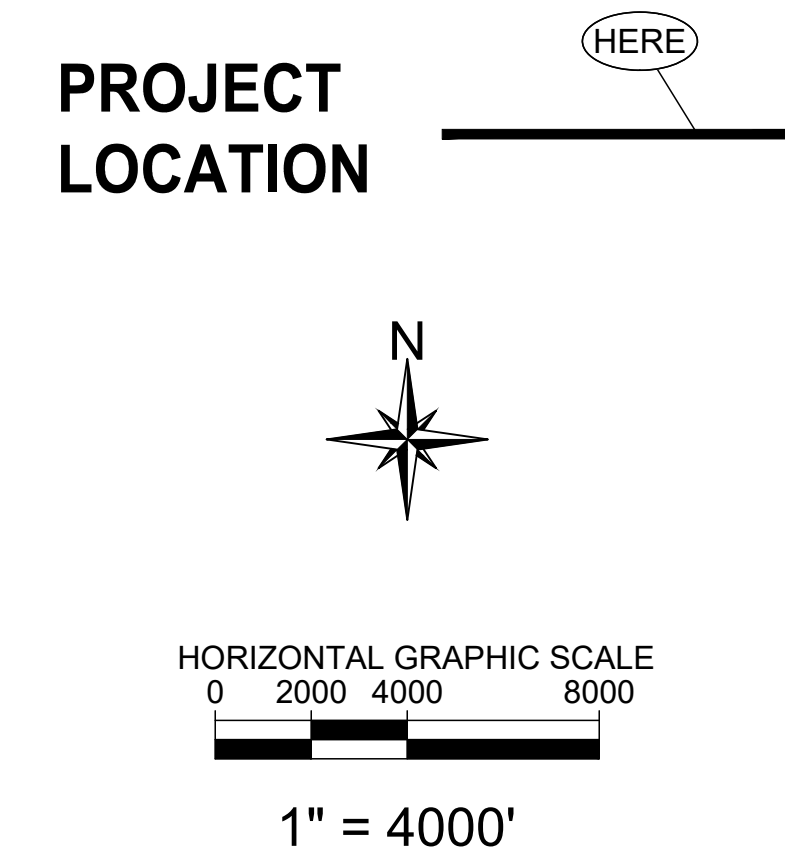 HERE
PROJECT
LOCATION
N
HORIZONTAL GRAPHIC SCALE
0 2000 4000 8000
1" = 4000'